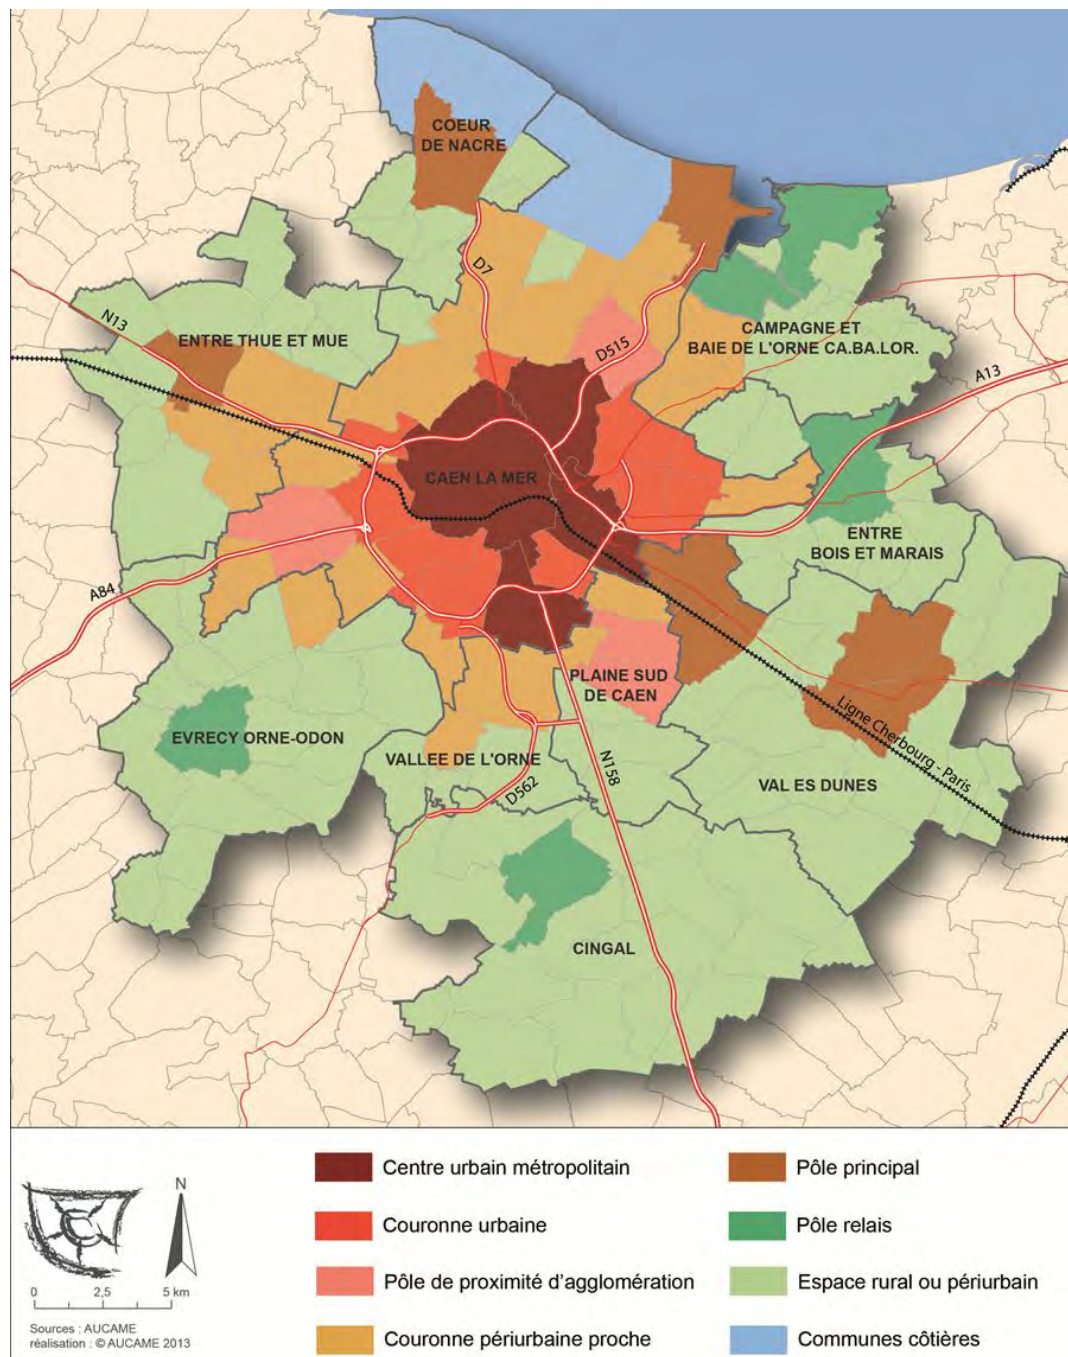 COEUR
DE NACRE
D7
N13
ENTRE THUE ET MUE
D515
CAMPAGNE ET
BAIE DE L'ORNE CA.BA.LOR.
A13
CAEN LA MER
ENTRE
BOIS ET MARAIS
A84
PLAINE SUD
DE CAEN
EVRECY ORNE-ODON
VALLEE DE L'ORNE
D562
N158
Ligne Cherbourg - Paris
VAL ES DUNES
CINGAL
N
0 2,5 5 km
Sources : AUCAME
réalisation : © AUCAME 2013
Centre urbain métropolitain
Couronne urbaine
Pôle de proximité d'agglomération
Couronne périurbaine proche
Pôle principal
Pôle relais
Espace rural ou périurbain
Communes côtières